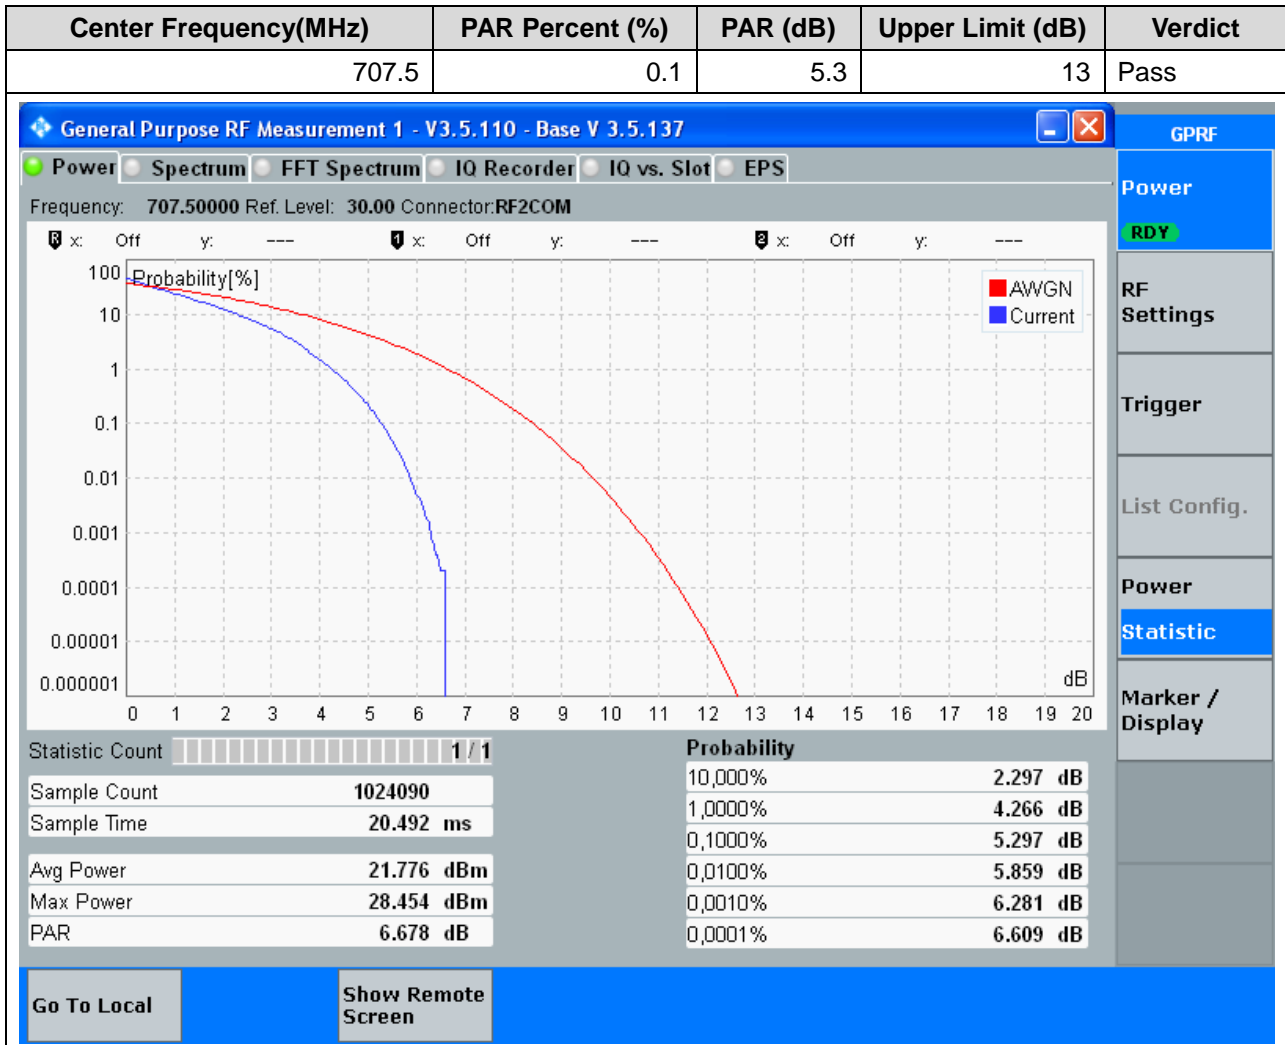 Center Frequency(MHz) PAR Percent (%) PAR (dB) Upper Limit (dB) Verdict
707.5 0.1 5.3 13 Pass
General Purpose RF Measurement 1 - V3.5.110 - Base V 3.5.137
GPRF
Power Spectrum FFT Spectrum IQ Recorder IQ vs. Slot EPS
Power
RDY
Frequency: 707.50000 Ref. Level: 30.00 Connector:RF2COM
R x: Off y: --- 1 x: Off y: --- 2 x: Off y: ---
Probability[%]
AWGN
Current
100
10
1
0.1
0.01
0.001
0.0001
0.00001
0.000001
dB
0 1 2 3 4 5 6 7 8 9 10 11 12 13 14 15 16 17 18 19 20
RF
Settings
Trigger
List Config.
Power
Statistic
Marker /
Display
Statistic Count 1 / 1
Sample Count 1024090
Sample Time 20.492 ms
Avg Power 21.776 dBm
Max Power 28.454 dBm
PAR 6.678 dB
Probability
10,000% 2.297 dB
1,0000% 4.266 dB
0,1000% 5.297 dB
0,0100% 5.859 dB
0,0010% 6.281 dB
0,0001% 6.609 dB
Go To Local
Show Remote
Screen